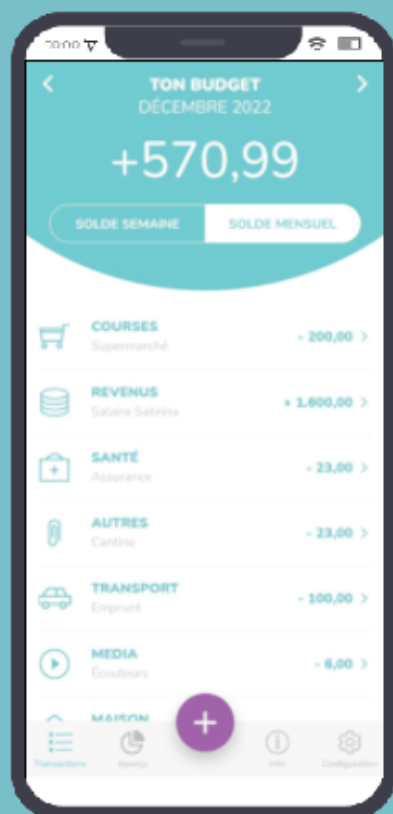 TON BUDGET
DÉCEMBRE 2022
+570,99
SOLDE SEMAINE SOLDE MENSUEL
COURSES
Supermarché
- 200,00 >
REVENUS
Salaire Sabrina
+ 1.600,00 >
SANTÉ
Assurance
- 23,00 >
AUTRES
Cantine
- 23,00 >
TRANSPORT
Emprunt
- 100,00 >
MEDIA
Écouteurs
- 6,00 >
MAISON
+
Transactions Aperçu Info Configuration